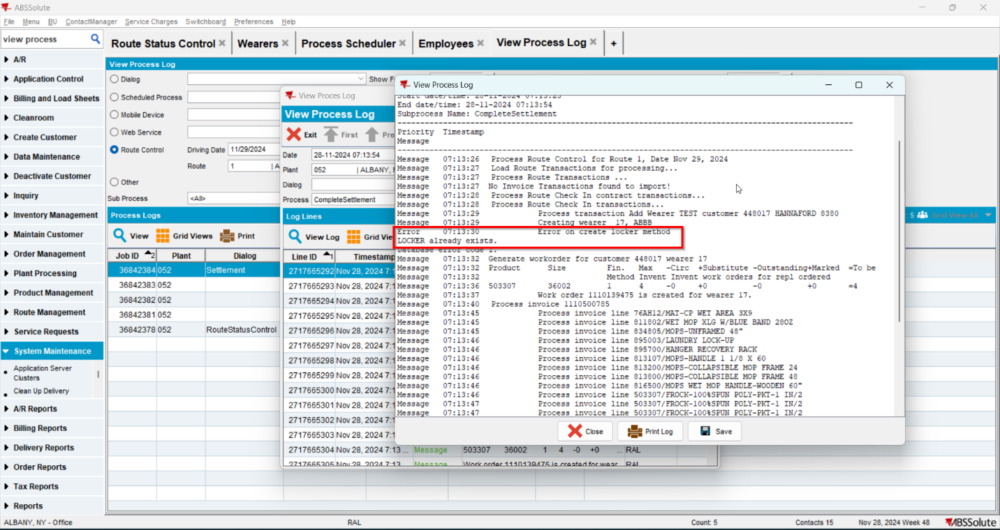 ABSSolute
File Menu BU ContactManager Service Charges Switchboard Preferences Help
view process
Route Status Control
Wearers
Process Scheduler
Employees
View Process Log
+
A/R
Application Control
Billing and Load Sheets
Cleanroom
Create Customer
Data Maintenance
Deactivate Customer
Inquiry
Inventory Management
Maintain Customer
Order Management
Plant Processing
Product Management
Route Management
Service Requests
System Maintenance
Application Server
Clusters
Clean Up Delivery
A/R Reports
Billing Reports
Delivery Reports
Order Reports
Tax Reports
Reports
View Process Log
Dialog
Show
Scheduled Process
Mobile Device
Web Service
Route Control Driving Date 11/29/2024
Route 1
Other
Sub Process <All>
Process Logs
View Grid Views Print
Job ID 2 Plant Dialog
36842384 052 Settlement
36842383 052
36842382 052
36842381 052
36842378 052 RouteStatusControl
: 5 Grid View All
View Proces Log
View Process Log
Exit First
Date 28-11-2024 07:13:54
Plant 052 | ALBANY,
Dialog
Process CompleteSettlement
Log Lines
View Log
Line ID 1 Timestamp
2717665292 Nov 28, 2024
2717665293 Nov 28, 2024
2717665294 Nov 28, 2024
2717665295 Nov 28, 2024
2717665296 Nov 28, 2024
2717665297 Nov 28, 2024
2717665298 Nov 28, 2024
2717665299 Nov 28, 2024
2717665300 Nov 28, 2024
2717665301 Nov 28, 2024
2717665302 Nov 28, 2024
2717665303 Nov 28, 2024
2717665304 Nov 28, 2024 7:13 ... Message 503307 36002 1 4 -0 +0 ... RAL
2717665305 Nov 28, 2024 7:13 Message Work order 1110139475 is created for wear RAL
View Process Log
Start date/time: 28-11-2024 07:13:25
End date/time: 28-11-2024 07:13:54
Subprocess Name: CompleteSettlement
Priority Timestamp
Message
Message 07:13:26 Process Route Control for Route 1, Date Nov 29, 2024
Message 07:13:27 Load Route Transactions for processing...
Message 07:13:27 Process Route Transactions ...
Message 07:13:27 No Invoice Transactions found to import!
Message 07:13:28 Process Route Check In contract transactions...
Message 07:13:28 Process Route Check In transactions...
Message 07:13:29 Process transaction Add Wearer TEST customer 448017 HANNAFORD 8380
Message 07:13:29 Creating wearer 17, ABBB
Error 07:13:30 Error on create locker method
LOCKER already exists.
Database error code 1.
Message 07:13:32 Generate workorder for customer 448017 wearer 17
Message 07:13:32 Product Size Fin. Max -Circ +Substitute -Outstanding+Marked =To be
Message 07:13:32 Method Invent Invent work orders for repl ordered
Message 07:13:36 503307 36002 1 4 -0 +0 -0 +0 =4
Message 07:13:37 Work order 1110139475 is created for wearer 17.
Message 07:13:40 Process invoice 1110500785
Message 07:13:45 Process invoice line 76AH12/MAT-CP WET AREA 3X9
Message 07:13:45 Process invoice line 811802/WET MOP XLG W/BLUE BAND 28OZ
Message 07:13:45 Process invoice line 834805/MOPS-UNFRAMED 48"
Message 07:13:46 Process invoice line 895003/LAUNDRY LOCK-UP
Message 07:13:46 Process invoice line 895700/HANGER RECOVERY RACK
Message 07:13:46 Process invoice line 813107/MOPS-HANDLE 1 1/8 X 60
Message 07:13:46 Process invoice line 813200/MOPS-COLLAPSIBLE MOP FRAME 24
Message 07:13:46 Process invoice line 813800/MOPS-COLLAPSIBLE MOP FRAME 48
Message 07:13:46 Process invoice line 816500/MOPS WET MOP HANDLE-WOODEN 60"
Message 07:13:46 Process invoice line 503307/FROCK-100%SPUN POLY-PKT-1 IN/2
Message 07:13:47 Process invoice line 503307/FROCK-100%SPUN POLY-PKT-1 IN/2
Message 07:13:47 Process invoice line 503307/FROCK-100%SPUN POLY-PKT-1 IN/2
Close Print Log Save
ALBANY, NY - Office RAL Count: 5 Contacts 15 Nov 28, 2024 Week 48 ABSSolute